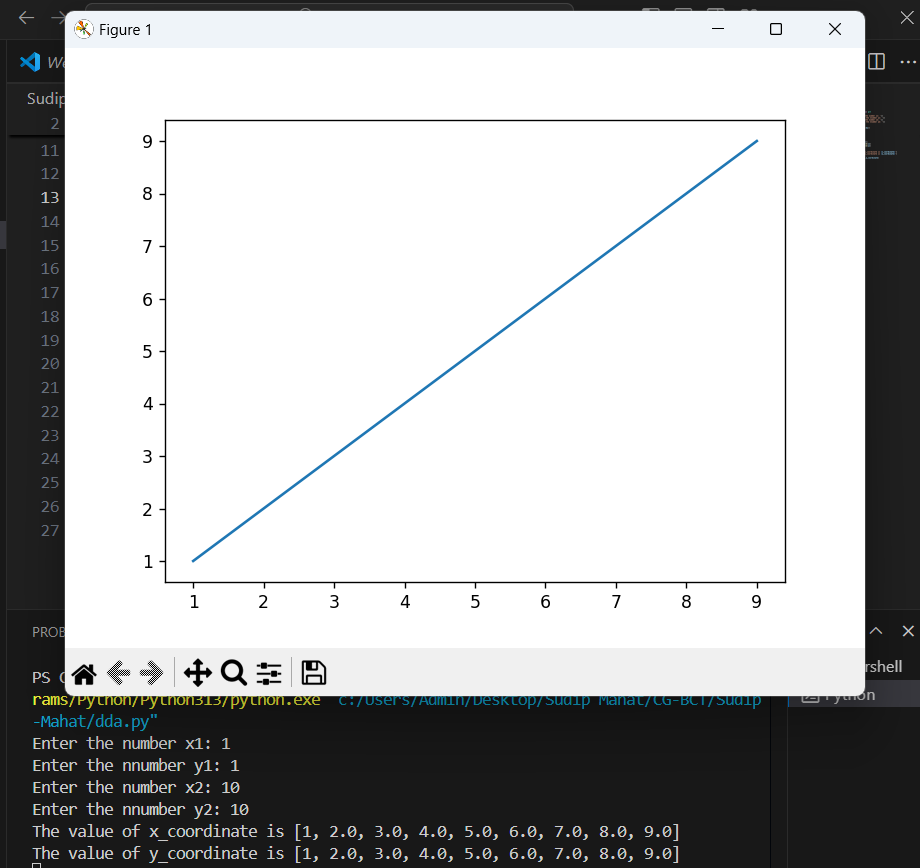 Figure 1
Sudip
2
11
12
13
14
15
16
17
18
19
20
21
22
23
24
25
26
27
9
8
7
6
5
4
3
2
1
1 2 3 4 5 6 7 8 9
PROB
PS C
rshell
rams/Python/Python313/python.exe "c:/Users/Admin/Desktop/Sudip Mahat/CG-BCT/Sudip
Python
-Mahat/dda.py"
Enter the number x1: 1
Enter the nnumber y1: 1
Enter the number x2: 10
Enter the nnumber y2: 10
The value of x_coordinate is [1, 2.0, 3.0, 4.0, 5.0, 6.0, 7.0, 8.0, 9.0]
The value of y_coordinate is [1, 2.0, 3.0, 4.0, 5.0, 6.0, 7.0, 8.0, 9.0]